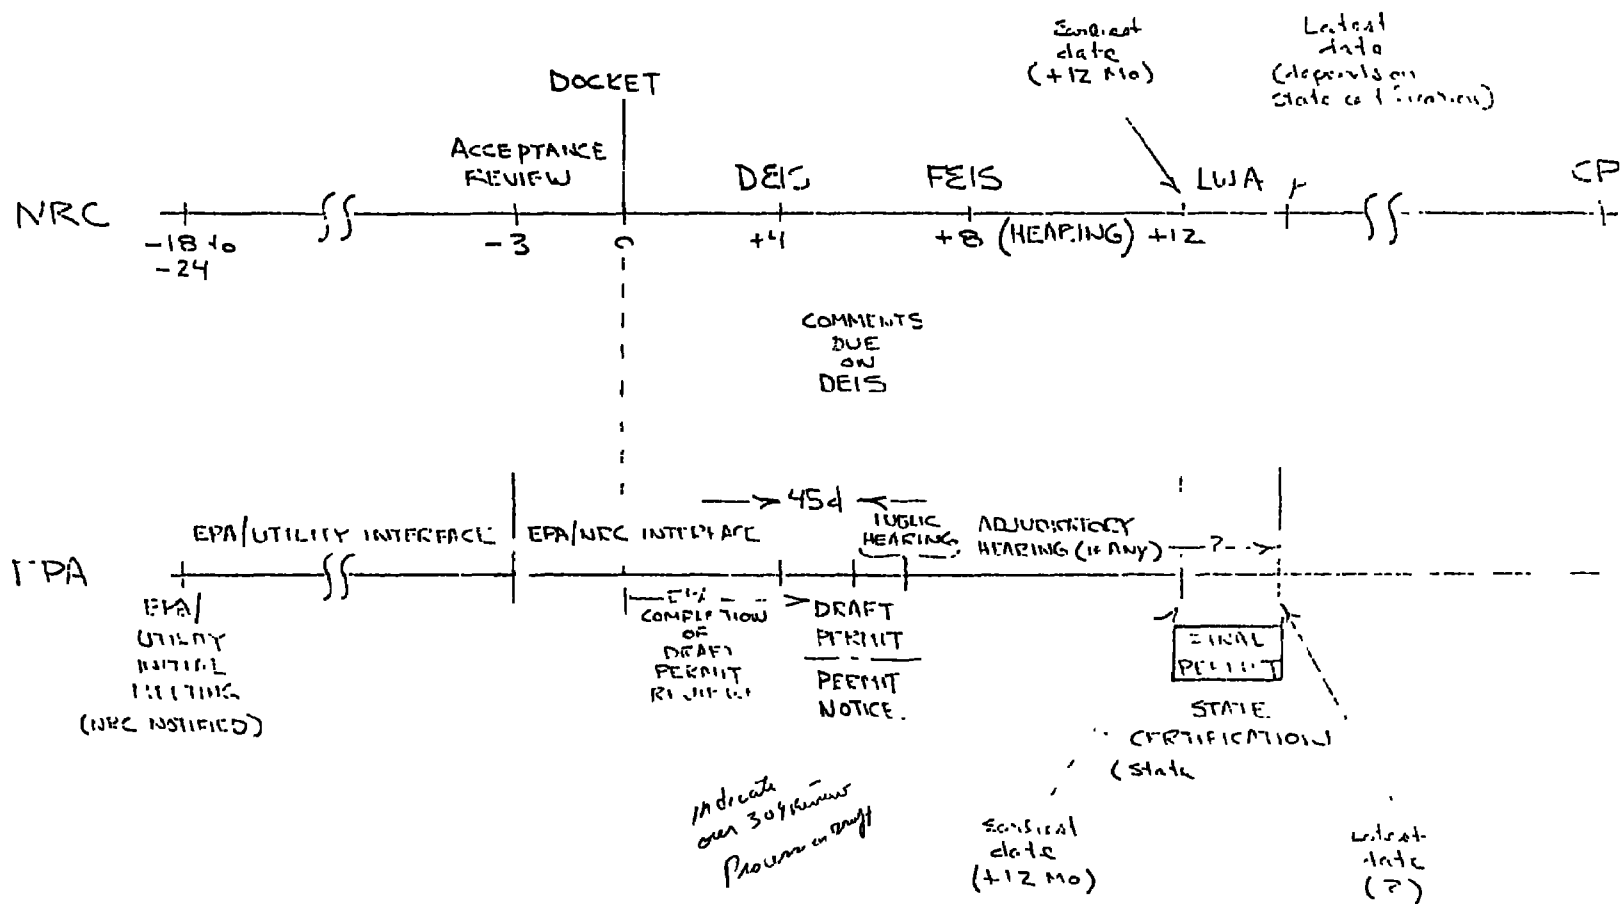 Earliest
date
(+12 Mo)
Latest
date
(depends on
state
DOCKET
ACCEPTANCE
REVIEW
DEIS
FEIS
LWA
CP
NRC
-18 to
-24
-3
0
+4
+8 (HEARING) +12
COMMENTS
DUE
ON
DEIS
→ 45d ←
EPA/UTILITY INTERFACE
EPA/NRC INTERFACE
PUBLIC
HEARING
ADJUDICATORY
HEARING (IF ANY)
?
EPA
EPA/
UTILITY
INITIAL
MEETING
(NRC NOTIFIED)
COMPLETION
OF
DRAFT
PERMIT
DRAFT
PERMIT
PERMIT
NOTICE.
FINAL
PERMIT
STATE
CERTIFICATION
(State
indicate
our 304 review
Process on
Earliest
date
(+12 MO)
Latest
date
(?)